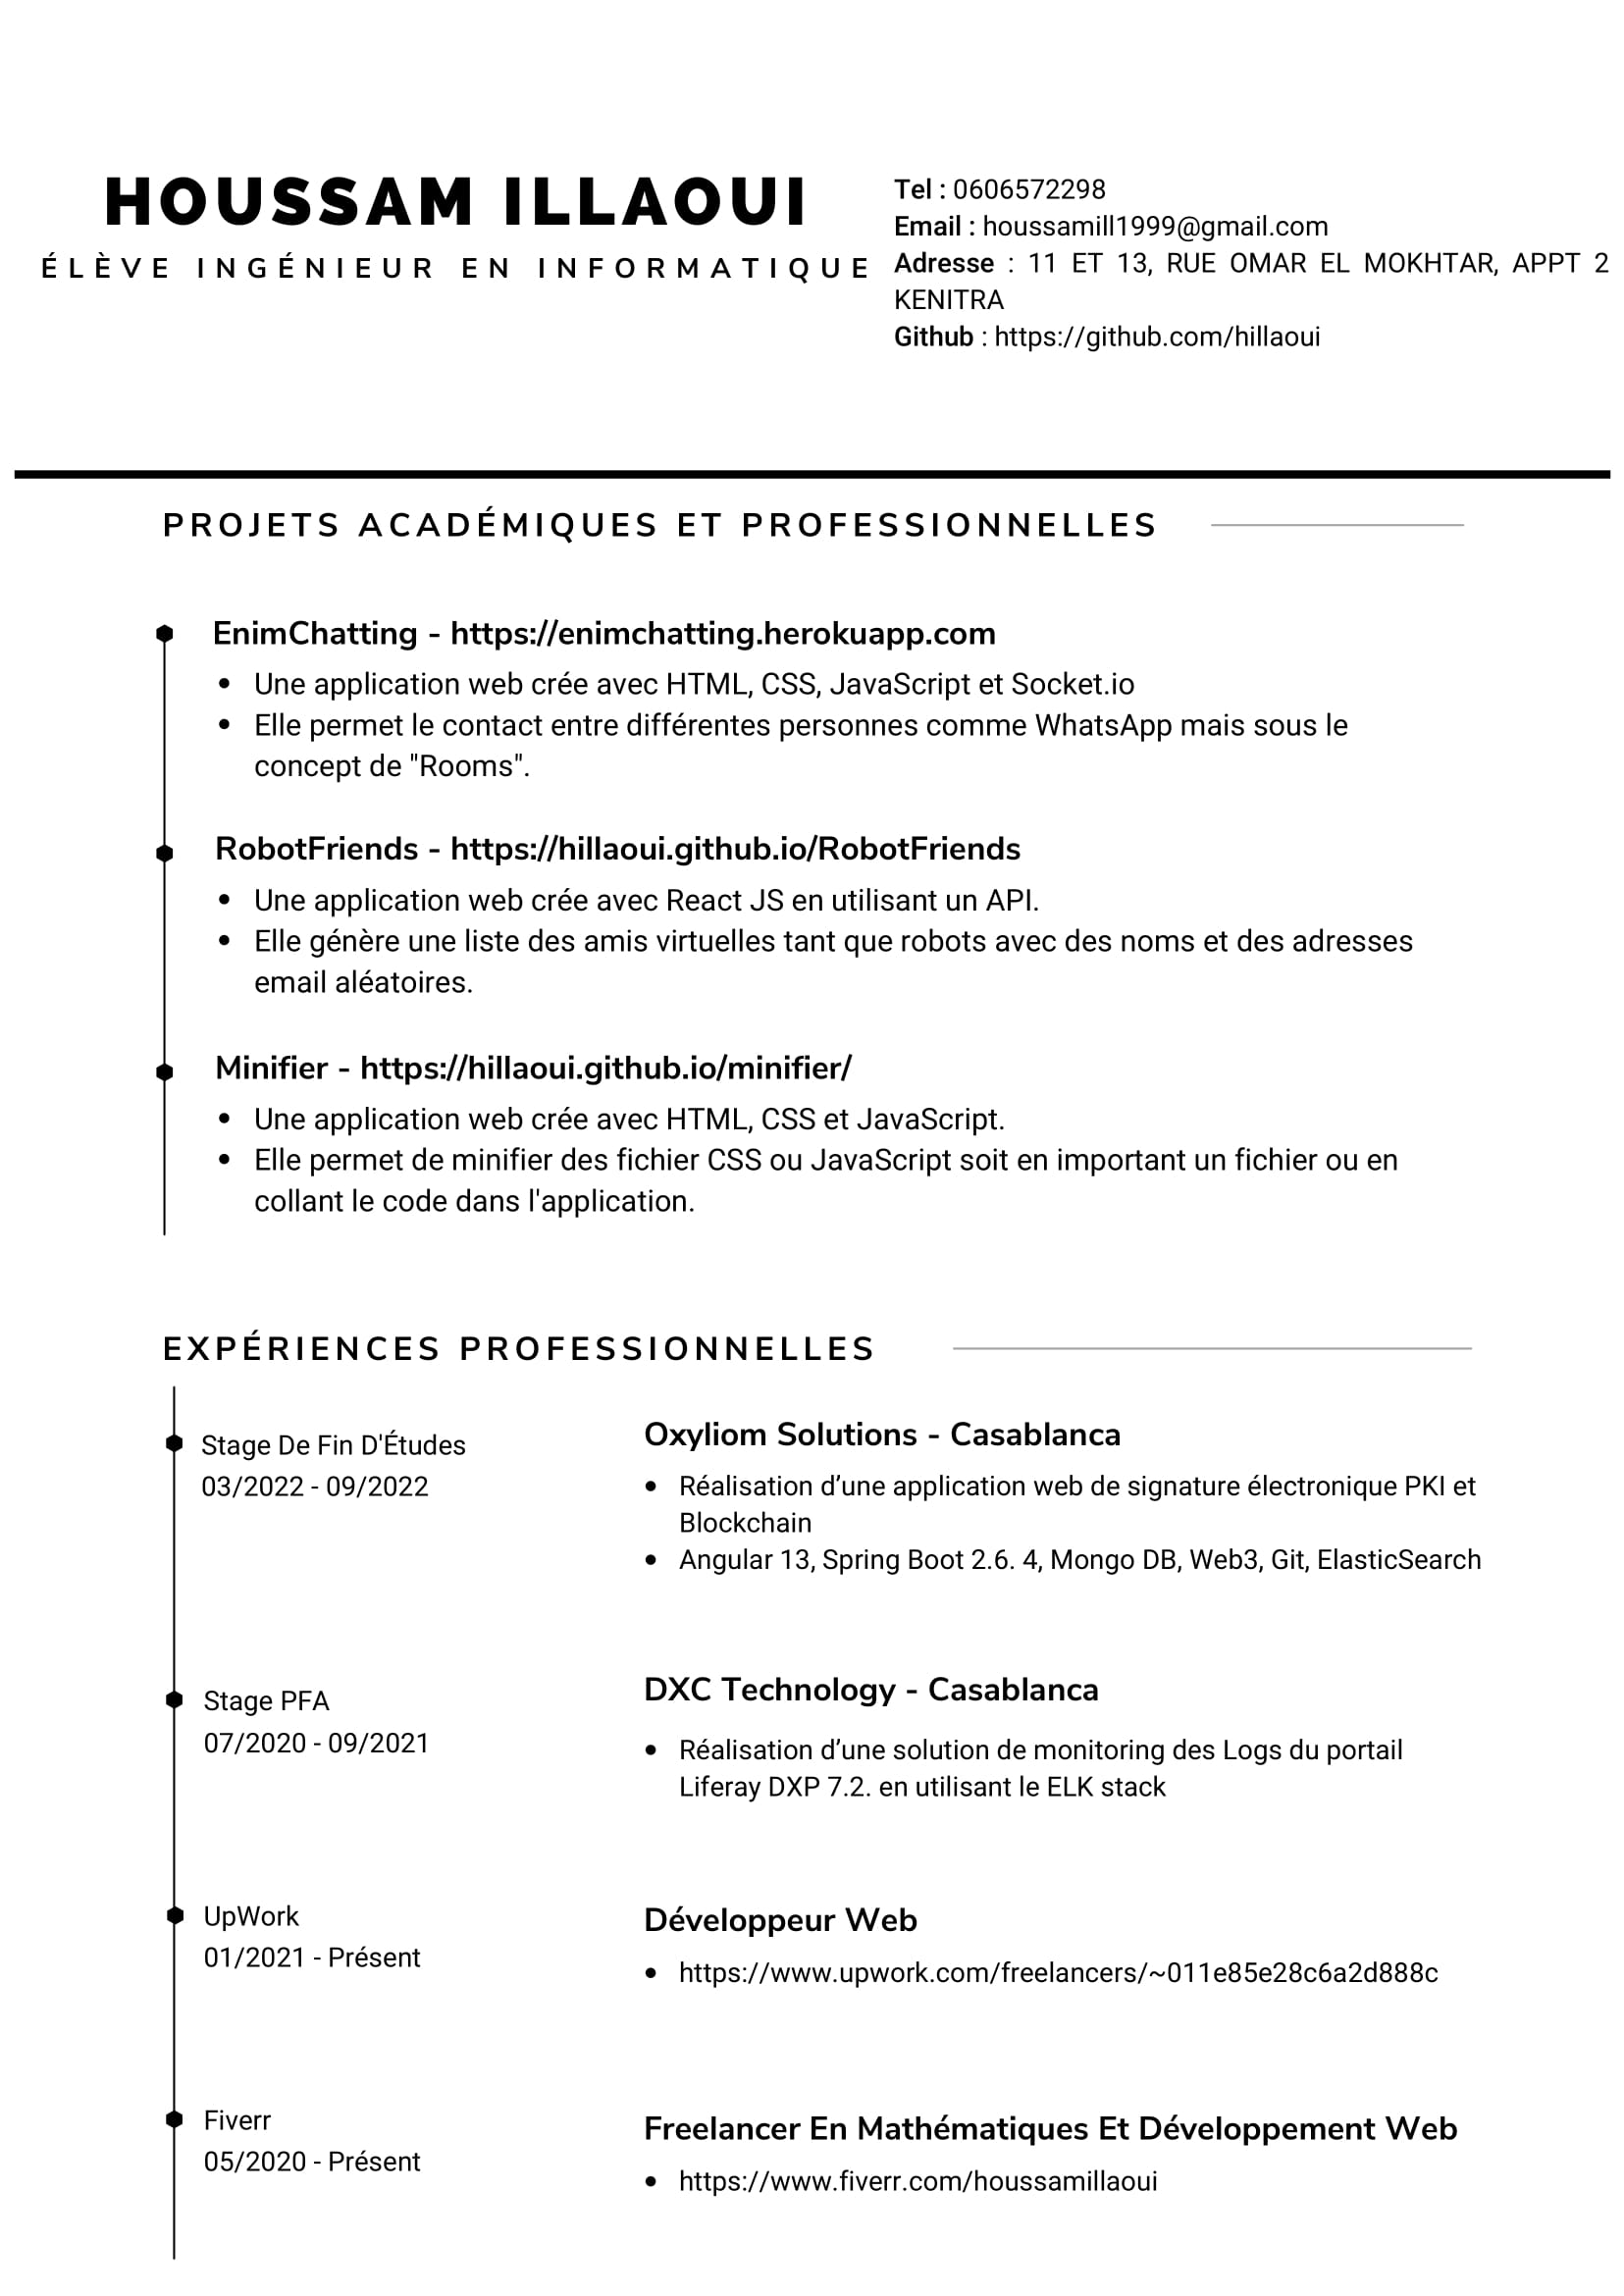 HOUSSAM ILLAOUI
ÉLÈVE INGÉNIEUR EN INFORMATIQUE
Tel : 0606572298
Email : houssamill1999@gmail.com
Adresse : 11 ET 13, RUE OMAR EL MOKHTAR, APPT 2
KENITRA
Github : https://github.com/hillaoui
PROJETS ACADÉMIQUES ET PROFESSIONNELLES
EnimChatting - https://enimchatting.herokuapp.com
• Une application web crée avec HTML, CSS, JavaScript et Socket.io
• Elle permet le contact entre différentes personnes comme WhatsApp mais sous le
concept de "Rooms".
RobotFriends - https://hillaoui.github.io/RobotFriends
• Une application web crée avec React JS en utilisant un API.
• Elle génère une liste des amis virtuelles tant que robots avec des noms et des adresses
email aléatoires.
Minifier - https://hillaoui.github.io/minifier/
• Une application web crée avec HTML, CSS et JavaScript.
• Elle permet de minifier des fichier CSS ou JavaScript soit en important un fichier ou en
collant le code dans l'application.
EXPÉRIENCES PROFESSIONNELLES
Stage De Fin D'Études
03/2022 - 09/2022
Oxyliom Solutions - Casablanca
• Réalisation d’une application web de signature électronique PKI et
Blockchain
• Angular 13, Spring Boot 2.6. 4, Mongo DB, Web3, Git, ElasticSearch
Stage PFA
07/2020 - 09/2021
DXC Technology - Casablanca
• Réalisation d’une solution de monitoring des Logs du portail
Liferay DXP 7.2. en utilisant le ELK stack
UpWork
01/2021 - Présent
Développeur Web
• https://www.upwork.com/freelancers/~011e85e28c6a2d888c
Fiverr
05/2020 - Présent
Freelancer En Mathématiques Et Développement Web
• https://www.fiverr.com/houssamillaoui